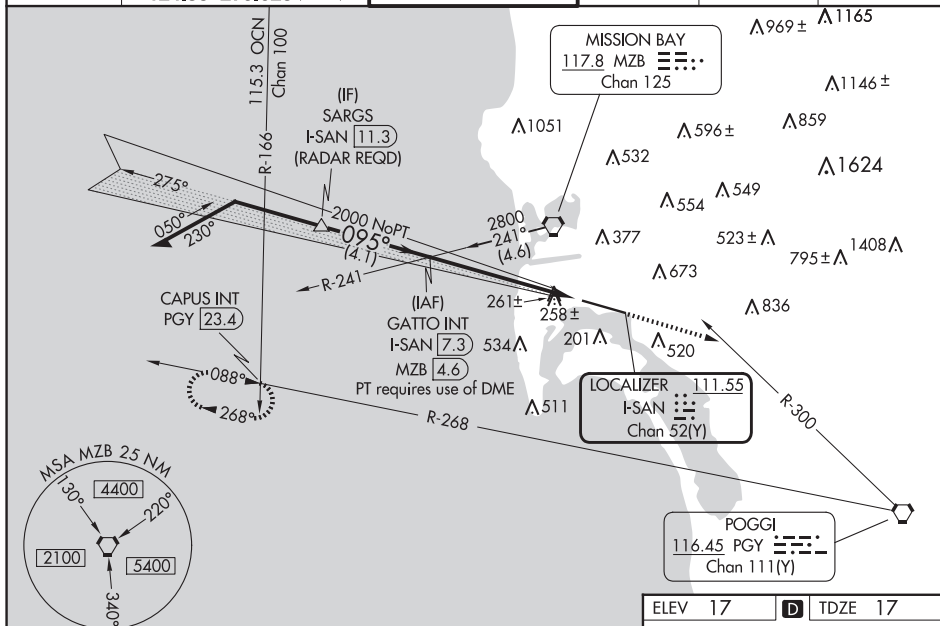 115.3 OCN
Chan 100
R-166
(IF)
SARGS
I-SAN 11.3
(RADAR REQD)
MISSION BAY
117.8 MZB
Chan 125
969 ±
1165
1146 ±
1051
596 ±
859
532
1624
554
549
377
523 ±
795 ±
1408
673
836
275°
050°
230°
2000 NoPT
095°
(4.1)
2800
241°
(4.6)
R-241
261±
258 ±
CAPUS INT
PGY 23.4
(IAF)
GATTO INT
I-SAN 7.3
MZB 4.6
PT requires use of DME
534
201
520
511
LOCALIZER 111.55
I-SAN
Chan 52(Y)
088°
268°
R-268
R-300
MSA MZB 25 NM
130°
4400
220°
2100
5400
340°
POGGI
116.45 PGY
Chan 111(Y)
ELEV 17
D
TDZE 17